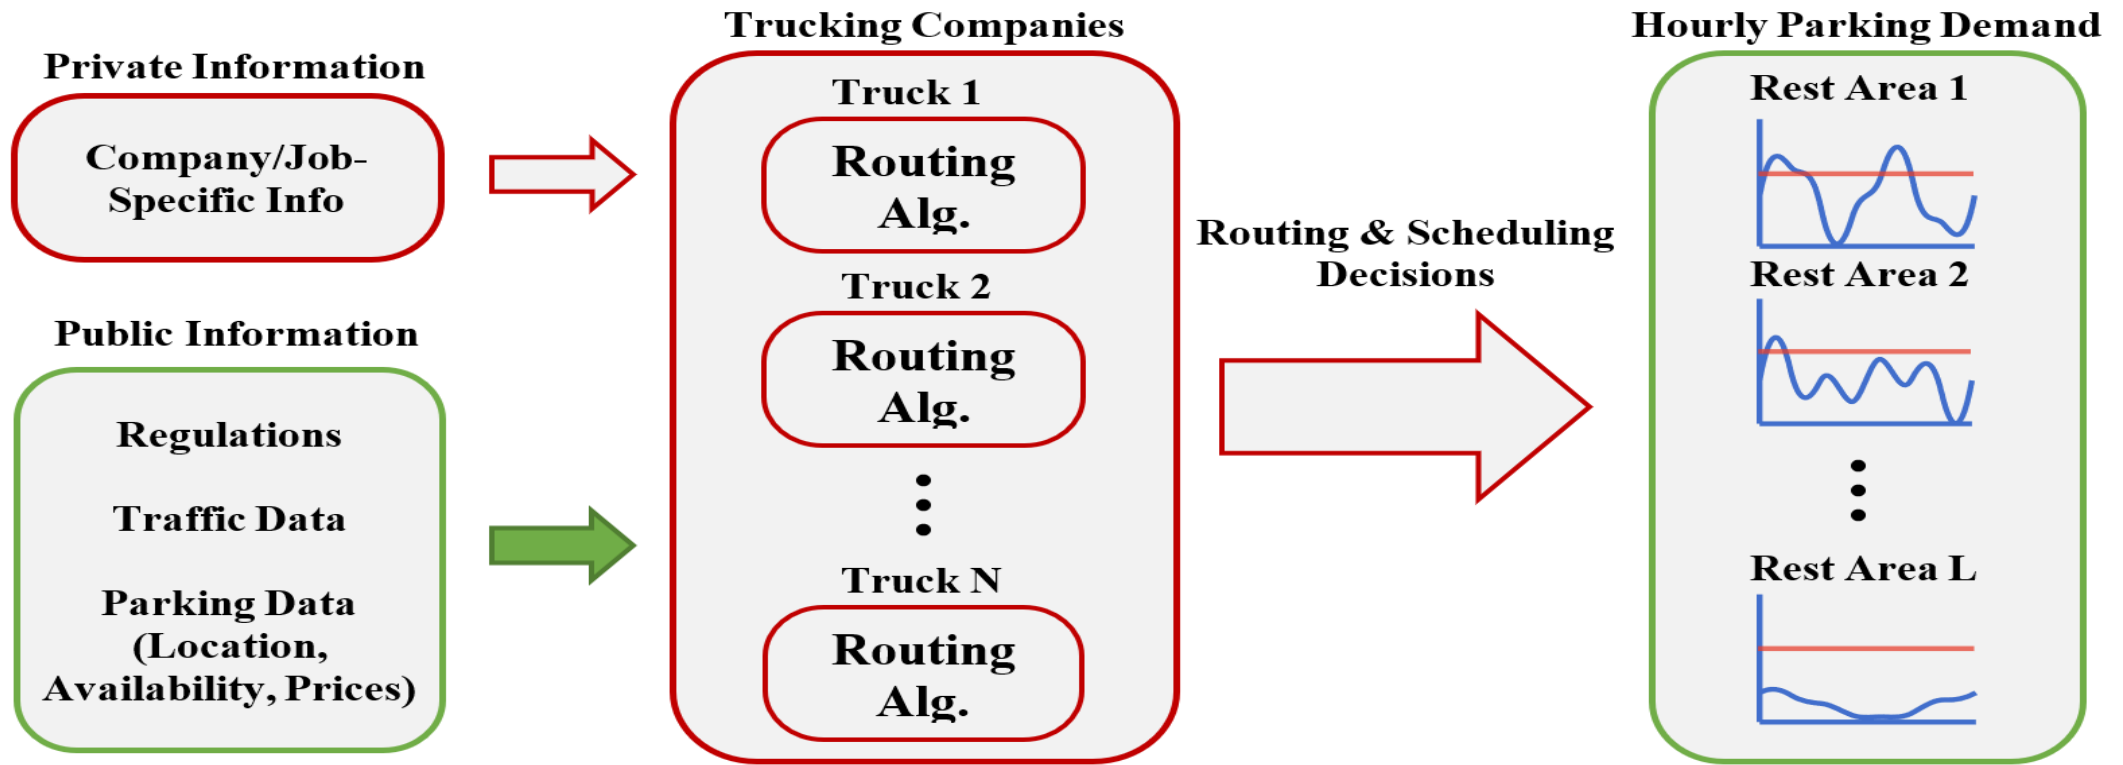 Private Information
Company/Job-
Specific Info
Public Information
Regulations
Traffic Data
Parking Data
(Location,
Availability, Prices)
Trucking Companies
Truck 1
Routing
Alg.
Truck 2
Routing
Alg.
Truck N
Routing
Alg.
Routing & Scheduling
Decisions
Hourly Parking Demand
Rest Area 1
Rest Area 2
Rest Area L